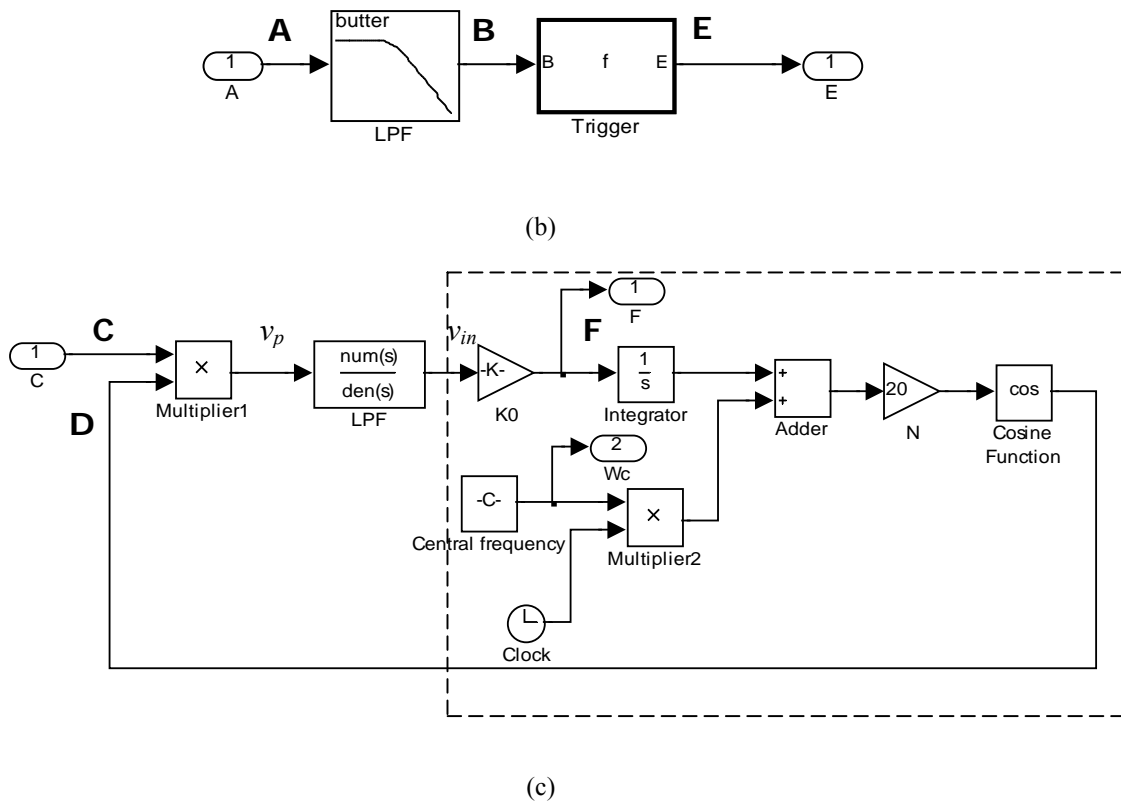 A B E
butter
1 B f E 1
A E
LPF Trigger
(b)
1
F
C v_p v_in F
1 × num(s) -K- 1 + 20 cos
den(s) s +
C Multiplier1 LPF K0 Integrator Adder N Cosine
Function
D
2
Wc
-C- ×
Central frequency Multiplier2
Clock
(c)